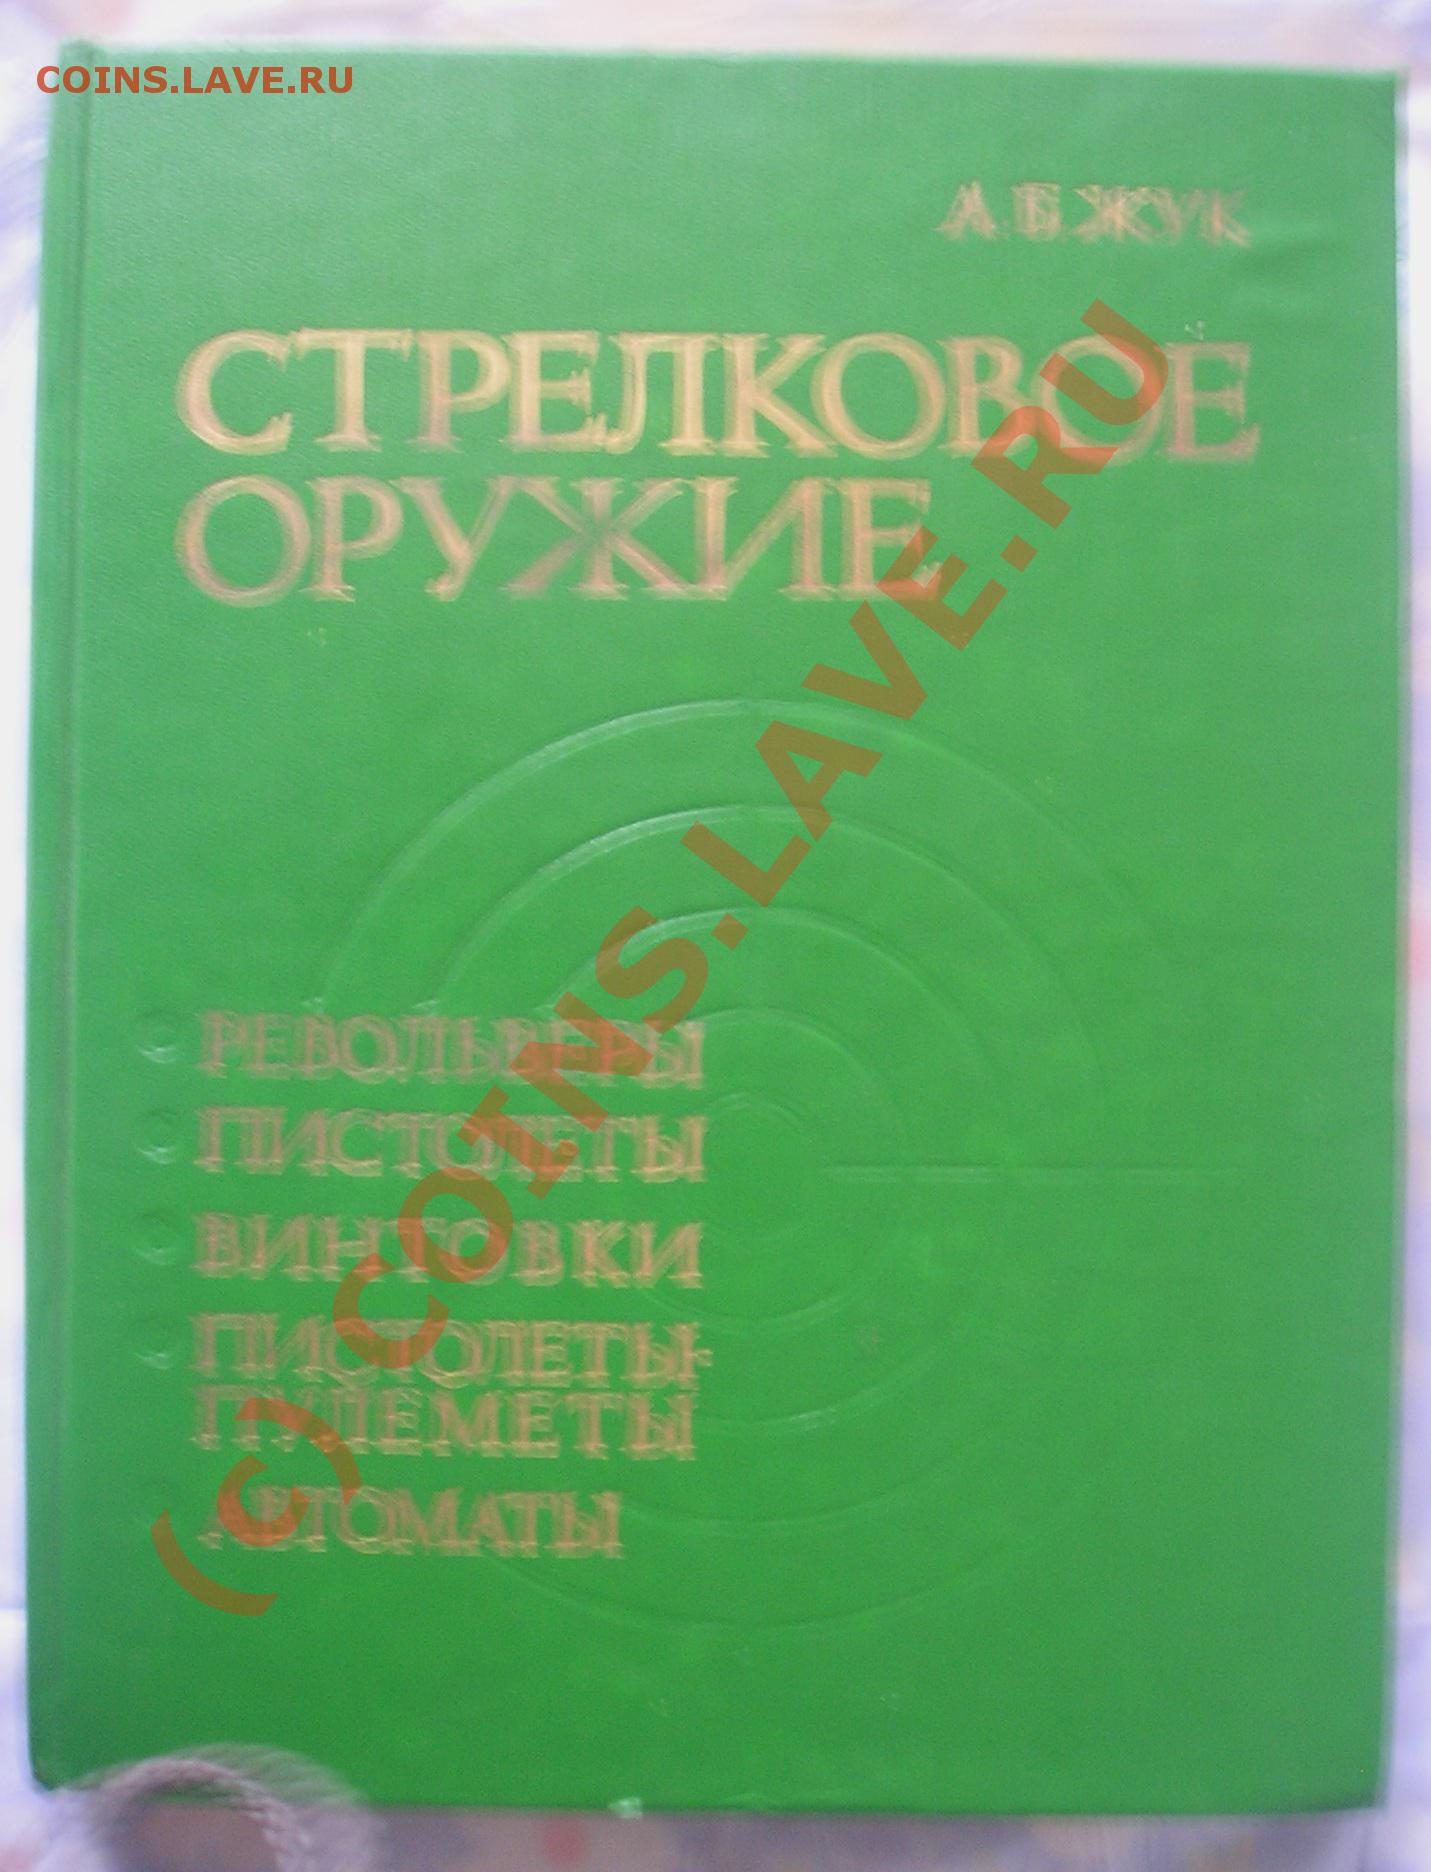 COINS.LAVE.RU
А.Б.ЖУК
СТРЕЛКОВОЕ
ОРУЖИЕ
РЕВОЛЬВЕРЫ
ПИСТОЛЕТЫ
ВИНТОВКИ
ПИСТОЛЕТЫ-
ПУЛЕМЕТЫ
АВТОМАТЫ
(c) COINS.LAVE.RU